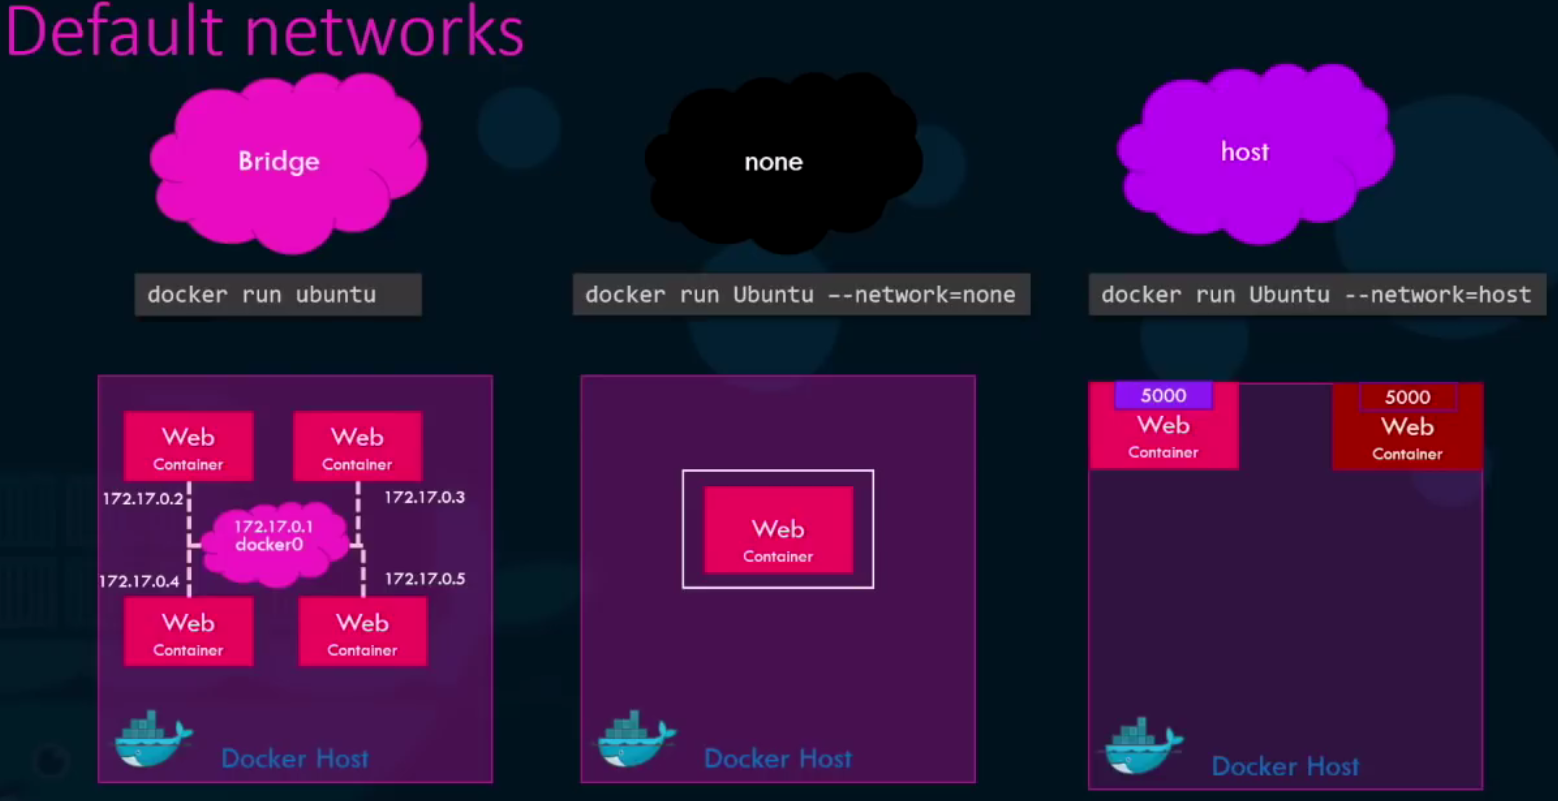 Default networks
Bridge
none
host
docker run ubuntu
docker run Ubuntu --network=none
docker run Ubuntu --network=host
Web
Container
Web
Container
172.17.0.2
172.17.0.3
172.17.0.1
docker0
172.17.0.4
172.17.0.5
Web
Container
Web
Container
Docker Host
Web
Container
Docker Host
5000
Web
Container
5000
Web
Container
Docker Host